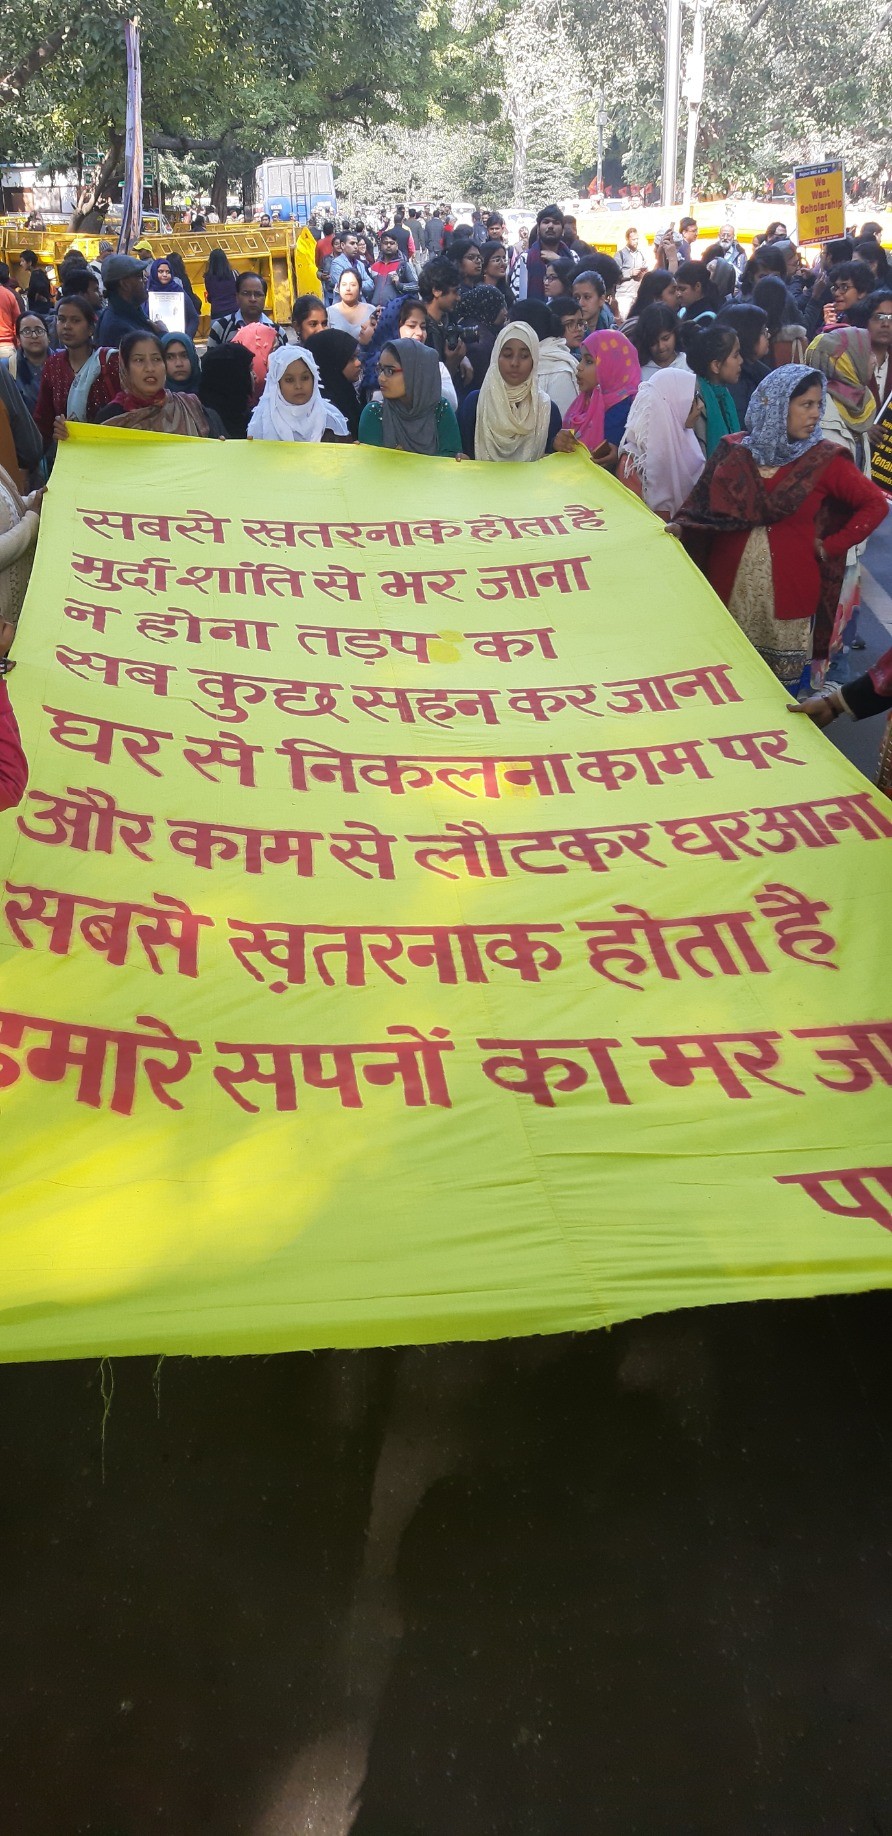 We
Want
Scholarship
not
NPR
सबसे ख़तरनाक होता है
मुर्दा शांति से भर जाना
न होना तड़प का
सब कुछ सहन कर जाना
घर से निकलना काम पर
और काम से लौटकर घर आना
सबसे ख़तरनाक होता है
हमारे सपनों का मर जा
पा